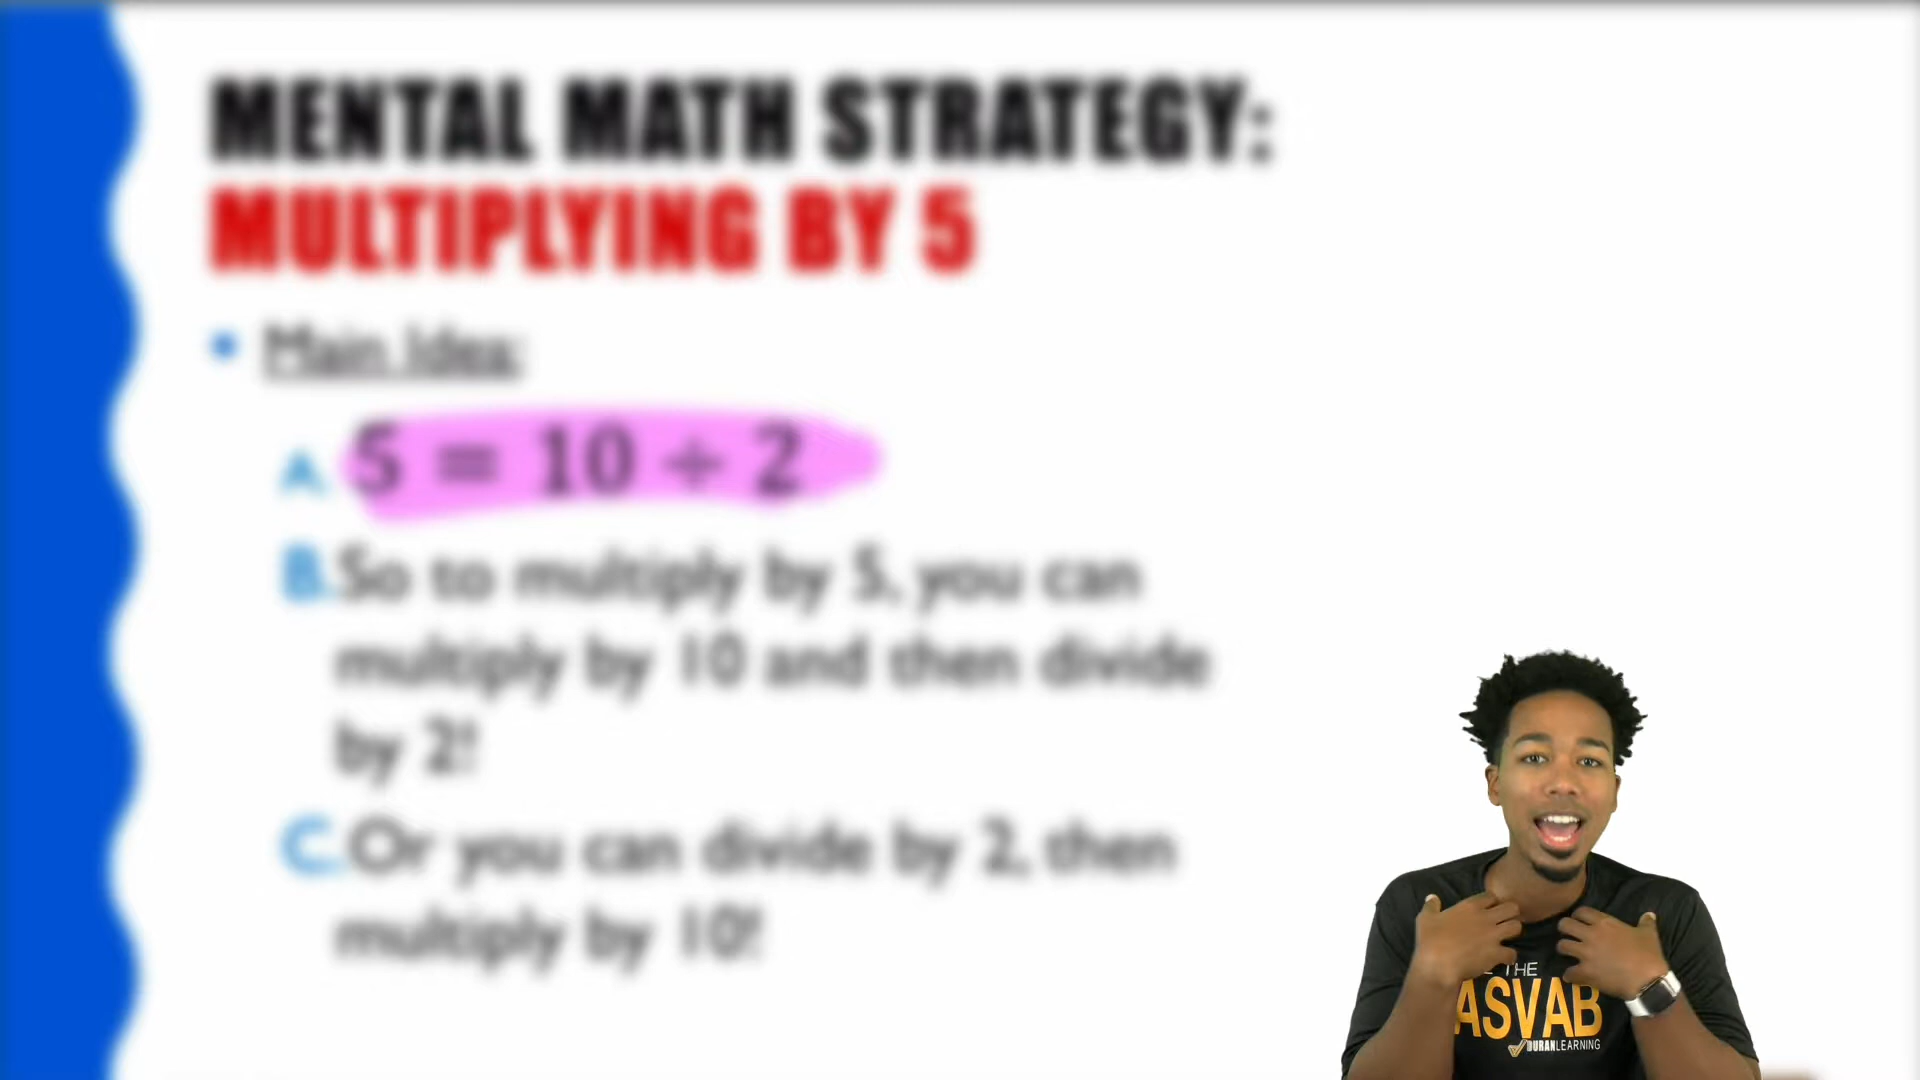 MENTAL MATH STRATEGY:
MULTIPLYING BY 5
• Main Idea:
A. 5 = 10 ÷ 2
B. So to multiply by 5, you can
multiply by 10 and then divide
by 2!
C. Or you can divide by 2, then
multiply by 10!
THE
ASVAB
DURANLEARNING